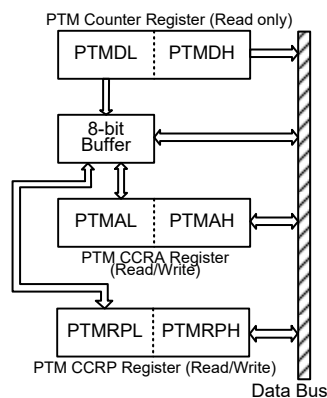 PTM Counter Register (Read only)
PTMDL PTMDH
8-bit
Buffer
PTMAL PTMAH
PTM CCRA Register
(Read/Write)
PTMRPL PTMRPH
PTM CCRP Register (Read/Write)
Data Bus